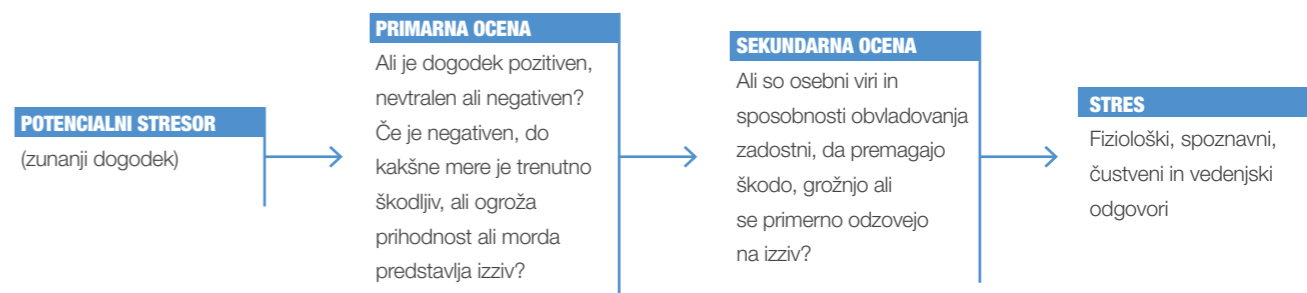 POTENCIALNI STRESOR
(zunanji dogodek)
PRIMARNA OCENA
Ali je dogodek pozitiven,
nevtralen ali negativen?
Če je negativen, do
kakšne mere je trenutno
škodljiv, ali ogroža
prihodnost ali morda
predstavlja izziv?
SEKUNDARNA OCENA
Ali so osebni viri in
sposobnosti obvladovanja
zadostni, da premagajo
škodo, grožnjo ali
se primerno odzovejo
na izziv?
STRES
Fiziološki, spoznavni,
čustveni in vedenjski
odgovori